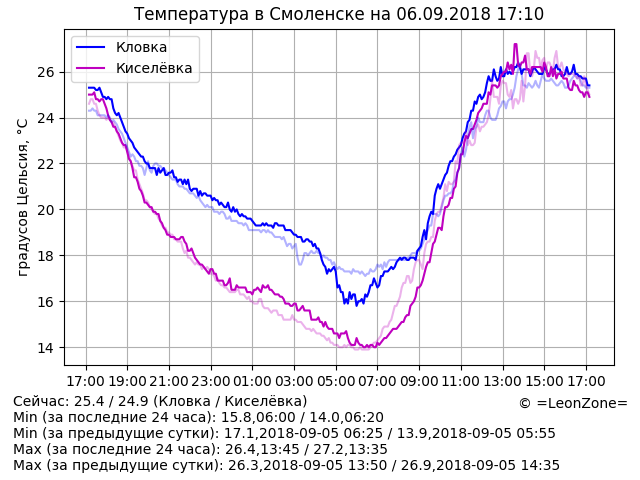 Температура в Смоленске на 06.09.2018 17:10
Кловка
Киселёвка
градусов Цельсия, °C
26
24
22
20
18
16
14
17:00 19:00 21:00 23:00 01:00 03:00 05:00 07:00 09:00 11:00 13:00 15:00 17:00
Сейчас: 25.4 / 24.9 (Кловка / Киселёвка)
© =LeonZone=
Min (за последние 24 часа): 15.8,06:00 / 14.0,06:20
Min (за предыдущие сутки): 17.1,2018-09-05 06:25 / 13.9,2018-09-05 05:55
Max (за последние 24 часа): 26.4,13:45 / 27.2,13:35
Max (за предыдущие сутки): 26.3,2018-09-05 13:50 / 26.9,2018-09-05 14:35